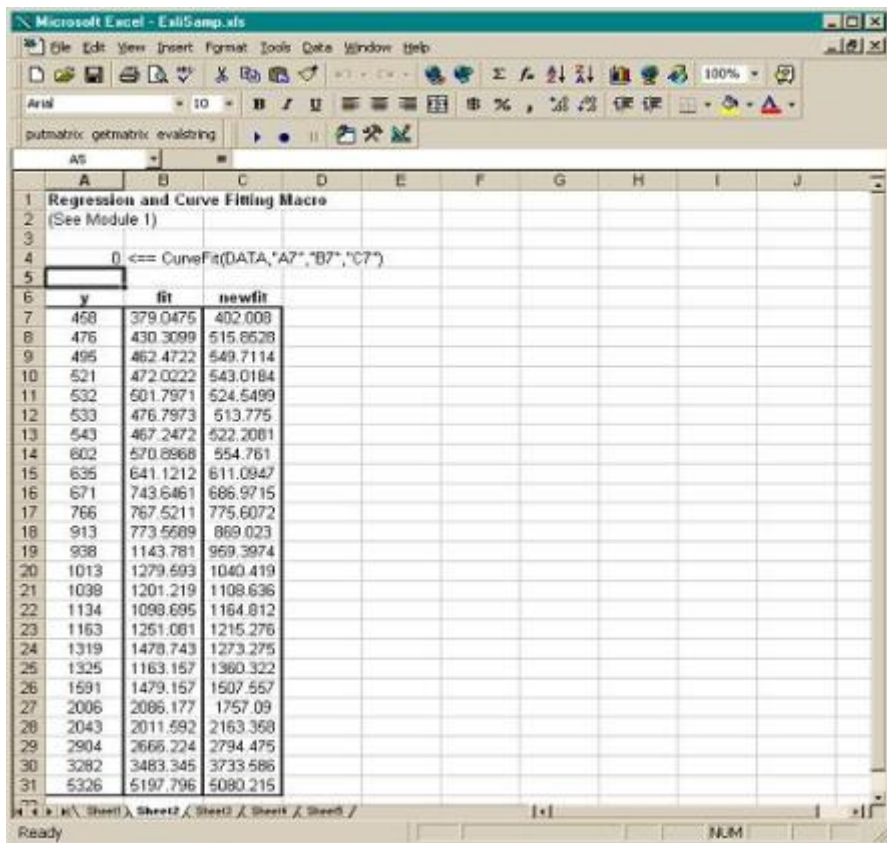 Microsoft Excel - ExliSamp.xls
File Edit View Insert Format Tools Data Window Help
100%
Arial 10 B I U % ,
putmatrix getmatrix evalstring
A5 =
A B C D E F G H I J
1 Regression and Curve Fitting Macro
2 (See Module 1)
3
4 0 <== CurveFit(DATA,"A7","B7","C7")
5
6 y fit newfit
7 458 379.0475 402.008
8 476 430.3099 515.8528
9 495 462.4722 549.7114
10 521 472.0222 543.0184
11 532 501.7971 524.5499
12 533 476.7973 513.775
13 543 467.2472 522.2081
14 602 570.8968 554.761
15 635 641.1212 611.0947
16 671 743.6461 686.9715
17 766 767.5211 775.6072
18 913 773.5589 869.023
19 938 1143.781 959.3974
20 1013 1279.593 1040.419
21 1038 1201.219 1108.636
22 1134 1098.695 1164.812
23 1163 1251.081 1215.276
24 1319 1478.743 1273.275
25 1325 1163.157 1360.322
26 1591 1479.157 1507.557
27 2006 2086.177 1757.09
28 2043 2011.592 2163.358
29 2904 2666.224 2794.475
30 3282 3483.345 3733.586
31 5326 5197.796 5080.215
Sheet1 Sheet2 Sheet3 Sheet4 Sheet5
Ready NUM